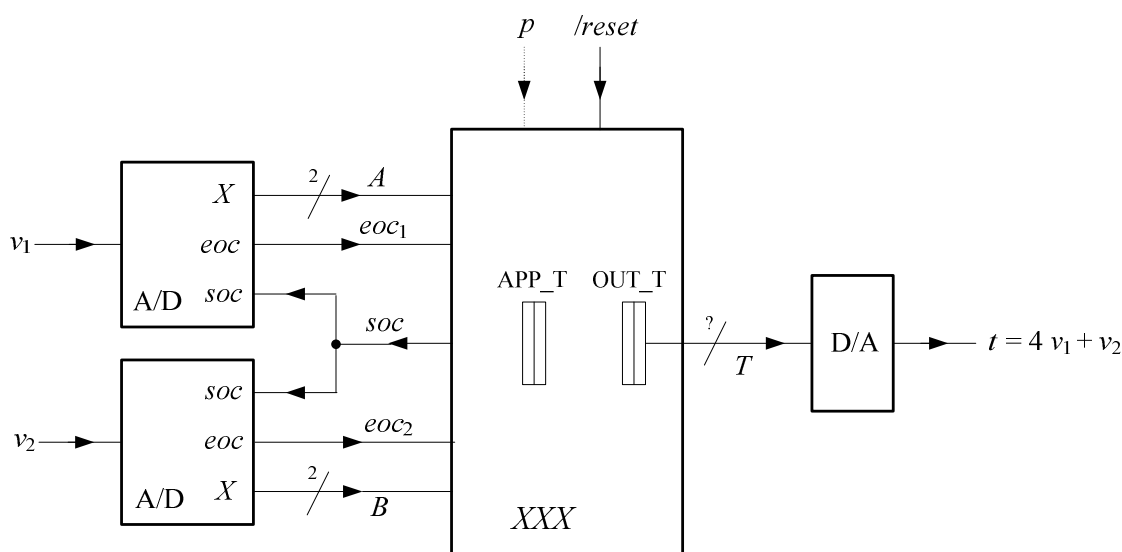 p
/reset
2
A
X
v1
eoc
eoc1
A/D
soc
soc
soc
v2
eoc
eoc2
A/D
X
2
B
APP_T
OUT_T
?
T
D/A
t = 4 v1 + v2
XXX